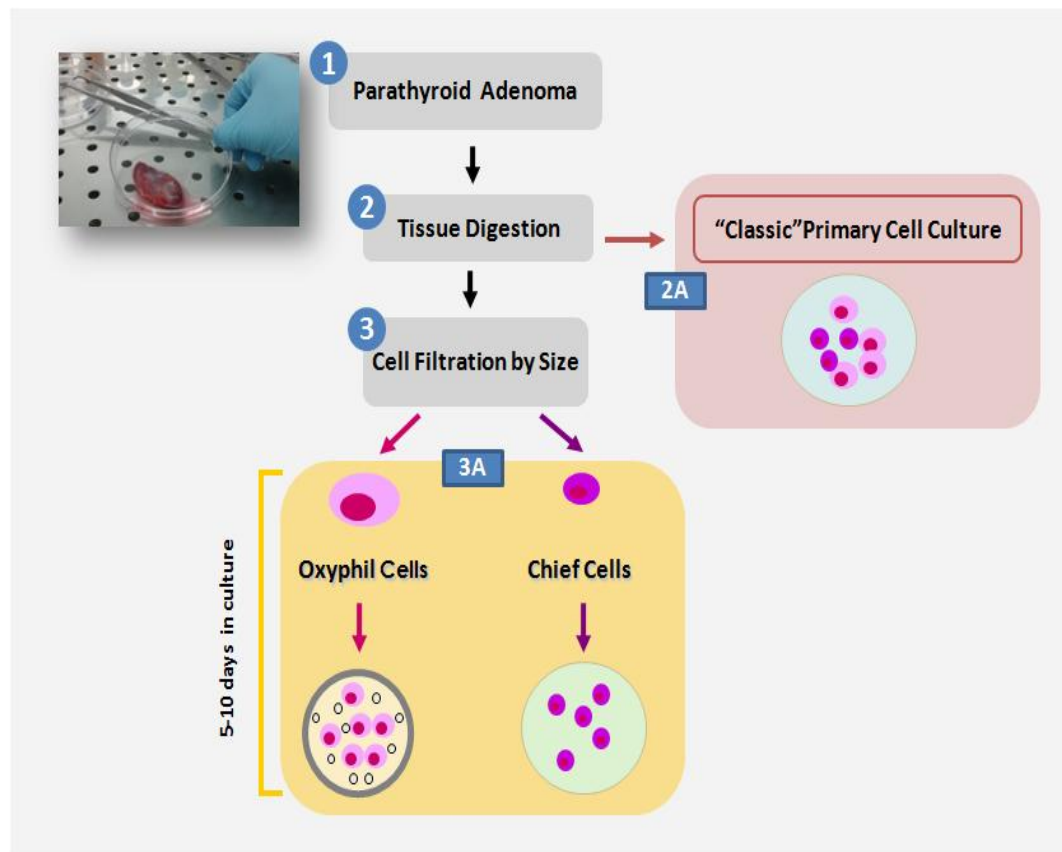 1
Parathyroid Adenoma
2
Tissue Digestion
“Classic”Primary Cell Culture
2A
3
Cell Filtration by Size
3A
Oxyphil Cells
Chief Cells
5-10 days in culture